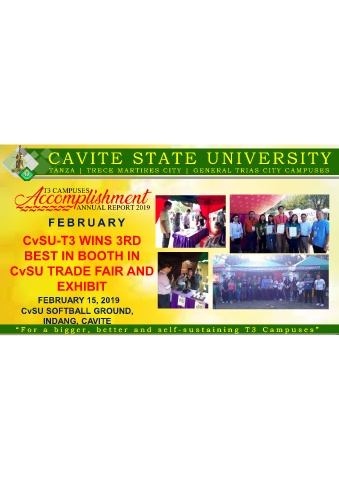 CAVITE STATE UNIVERSITY
TANZA | TRECE MARTIRES CITY | GENERAL TRIAS CITY CAMPUSES
T3 CAMPUSES
Accomplishment
ANNUAL REPORT 2019
FEBRUARY
CvSU-T3 WINS 3RD
BEST IN BOOTH IN
CvSU TRADE FAIR AND
EXHIBIT
FEBRUARY 15, 2019
CvSU SOFTBALL GROUND,
INDANG, CAVITE
"For a bigger, better and self-sustaining T3 Campuses"